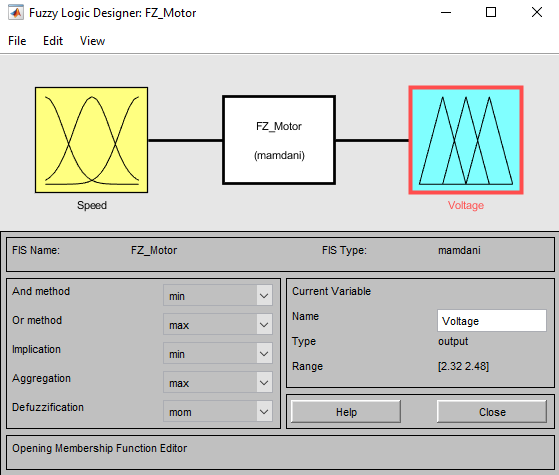 Fuzzy Logic Designer: FZ_Motor
File Edit View
FZ_Motor
(mamdani)
Speed
Voltage
FIS Name: FZ_Motor FIS Type: mamdani
And method min
Or method max
Implication min
Aggregation max
Defuzzification mom
Current Variable
Name Voltage
Type output
Range [2.32 2.48]
Help Close
Opening Membership Function Editor